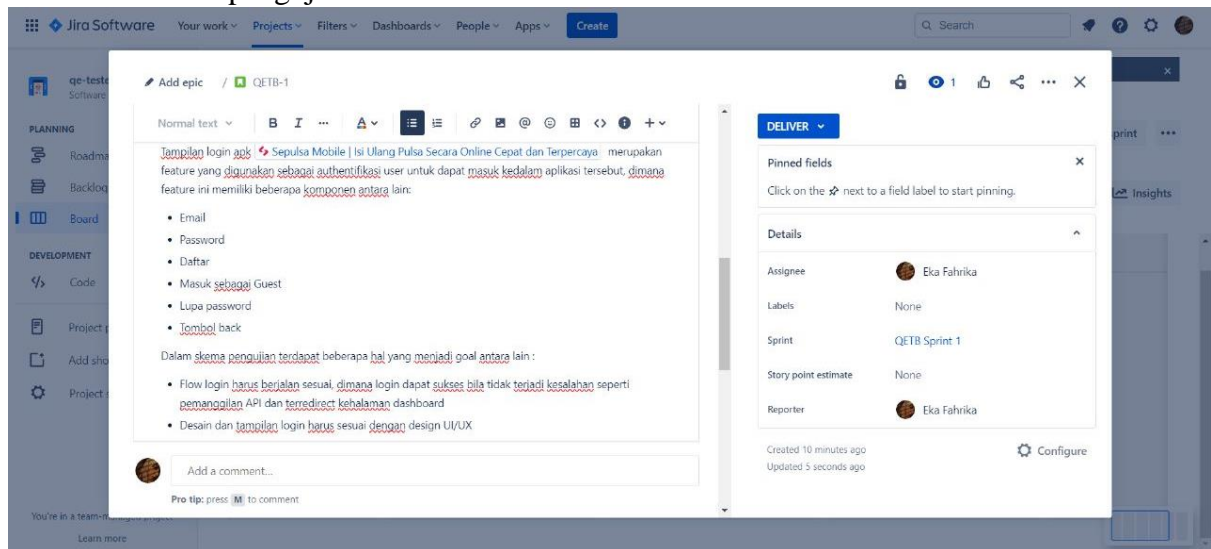 Jira Software Your work Projects Filters Dashboards People Apps Create Search
qe-teste
Software
PLANNING
Roadma
Backlog
Board
DEVELOPMENT
Code
Project p
Add sho
Project s
You're in a team-m
Learn more
Add epic / QETB-1
1
Normal text B I ... A
Tampilan login apk Sepulsa Mobile | Isi Ulang Pulsa Secara Online Cepat dan Terpercaya merupakan
feature yang digunakan sebagai authentifikasi user untuk dapat masuk kedalam aplikasi tersebut, dimana
feature ini memiliki beberapa komponen antara lain:
• Email
• Password
• Daftar
• Masuk sebagai Guest
• Lupa password
• Tombol back
Dalam skema pengujian terdapat beberapa hal yang menjadi goal antara lain :
• Flow login harus berjalan sesuai, dimana login dapat sukses bila tidak terjadi kesalahan seperti
pemanggilan API dan terredirect kehalaman dashboard
• Desain dan tampilan login harus sesuai dengan design UI/UX
Add a comment...
Pro tip: press M to comment
DELIVER
Pinned fields
Click on the next to a field label to start pinning.
Details
Assignee Eka Fahrika
Labels None
Sprint QETB Sprint 1
Story point estimate None
Reporter Eka Fahrika
Created 10 minutes ago
Updated 5 seconds ago
Configure
print
Insights